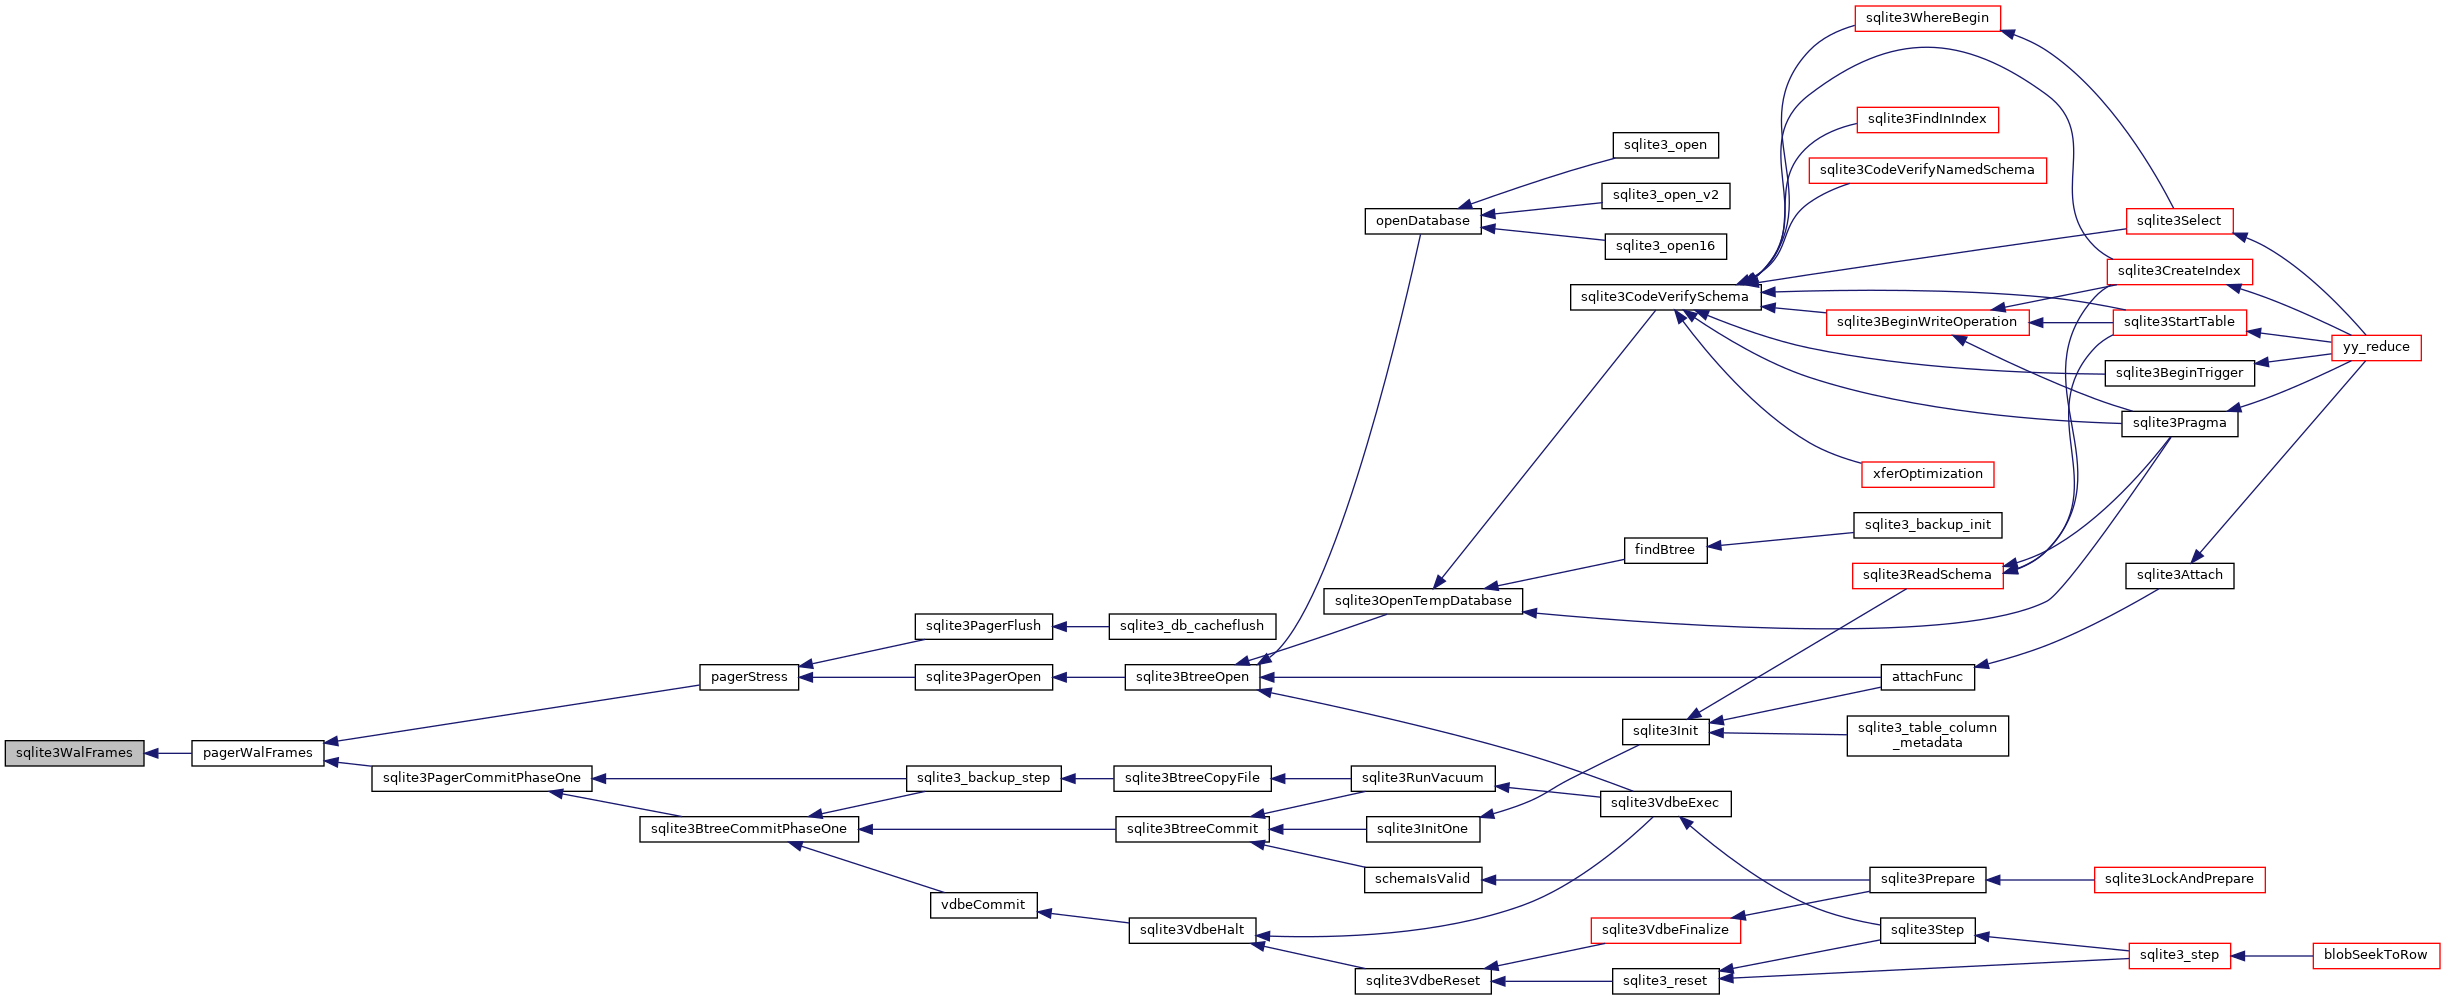 sqlite3WhereBegin
sqlite3FindInIndex
sqlite3_open
sqlite3CodeVerifyNamedSchema
sqlite3_open_v2
openDatabase
sqlite3Select
sqlite3_open16
sqlite3CreateIndex
sqlite3CodeVerifySchema
sqlite3BeginWriteOperation
sqlite3StartTable
yy_reduce
sqlite3BeginTrigger
sqlite3Pragma
xferOptimization
sqlite3_backup_init
findBtree
sqlite3ReadSchema
sqlite3Attach
sqlite3OpenTempDatabase
sqlite3PagerFlush
sqlite3_db_cacheflush
pagerStress
sqlite3PagerOpen
sqlite3BtreeOpen
attachFunc
sqlite3Init
sqlite3_table_column
_metadata
sqlite3WalFrames
pagerWalFrames
sqlite3PagerCommitPhaseOne
sqlite3_backup_step
sqlite3BtreeCopyFile
sqlite3RunVacuum
sqlite3VdbeExec
sqlite3BtreeCommitPhaseOne
sqlite3BtreeCommit
sqlite3InitOne
schemaIsValid
sqlite3Prepare
sqlite3LockAndPrepare
vdbeCommit
sqlite3VdbeHalt
sqlite3VdbeFinalize
sqlite3Step
sqlite3_step
blobSeekToRow
sqlite3VdbeReset
sqlite3_reset